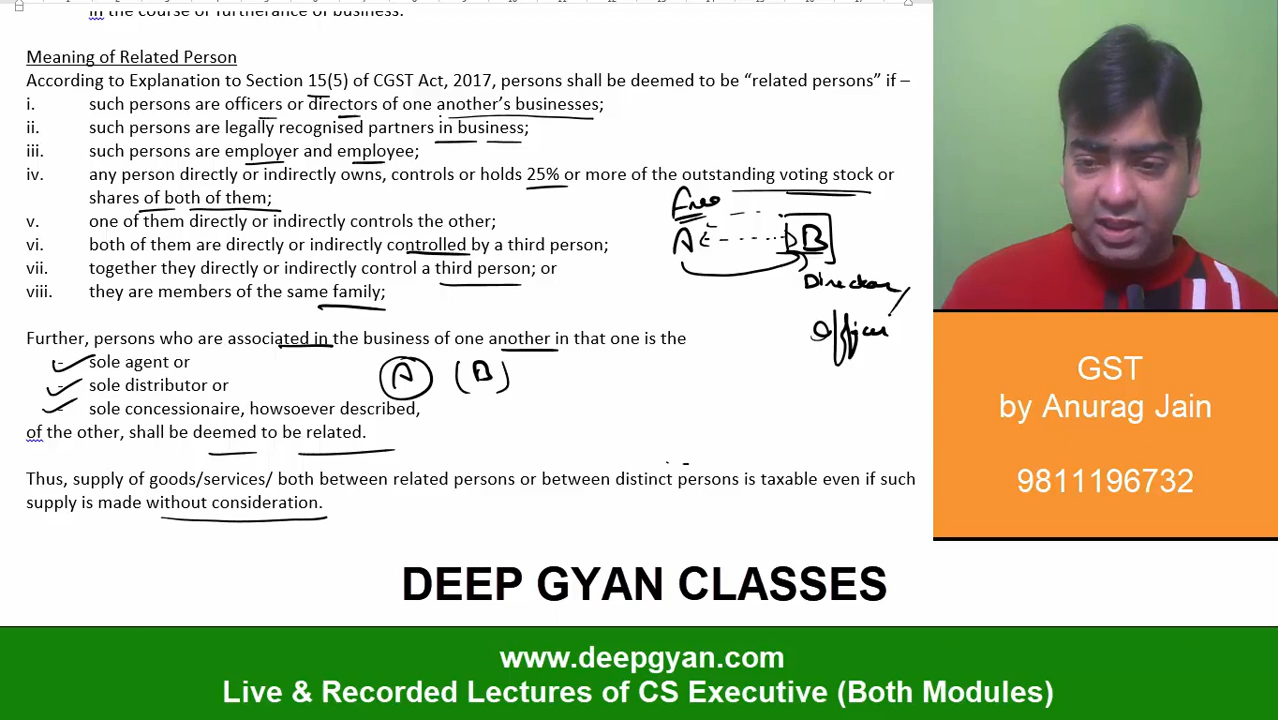 in the course or furtherance of business.
Meaning of Related Person
According to Explanation to Section 15(5) of CGST Act, 2017, persons shall be deemed to be “related persons” if –
i. such persons are officers or directors of one another’s businesses;
ii. such persons are legally recognised partners in business;
iii. such persons are employer and employee;
iv. any person directly or indirectly owns, controls or holds 25% or more of the outstanding voting stock or
shares of both of them;
Free
v. one of them directly or indirectly controls the other;
A B
vi. both of them are directly or indirectly controlled by a third person;
vii. together they directly or indirectly control a third person; or
Director
viii. they are members of the same family;
Officer
Further, persons who are associated in the business of one another in that one is the
- sole agent or
A (B)
- sole distributor or
- sole concessionaire, howsoever described,
of the other, shall be deemed to be related.
Thus, supply of goods/services/ both between related persons or between distinct persons is taxable even if such
supply is made without consideration.
GST
by Anurag Jain
9811196732
DEEP GYAN CLASSES
www.deepgyan.com
Live & Recorded Lectures of CS Executive (Both Modules)